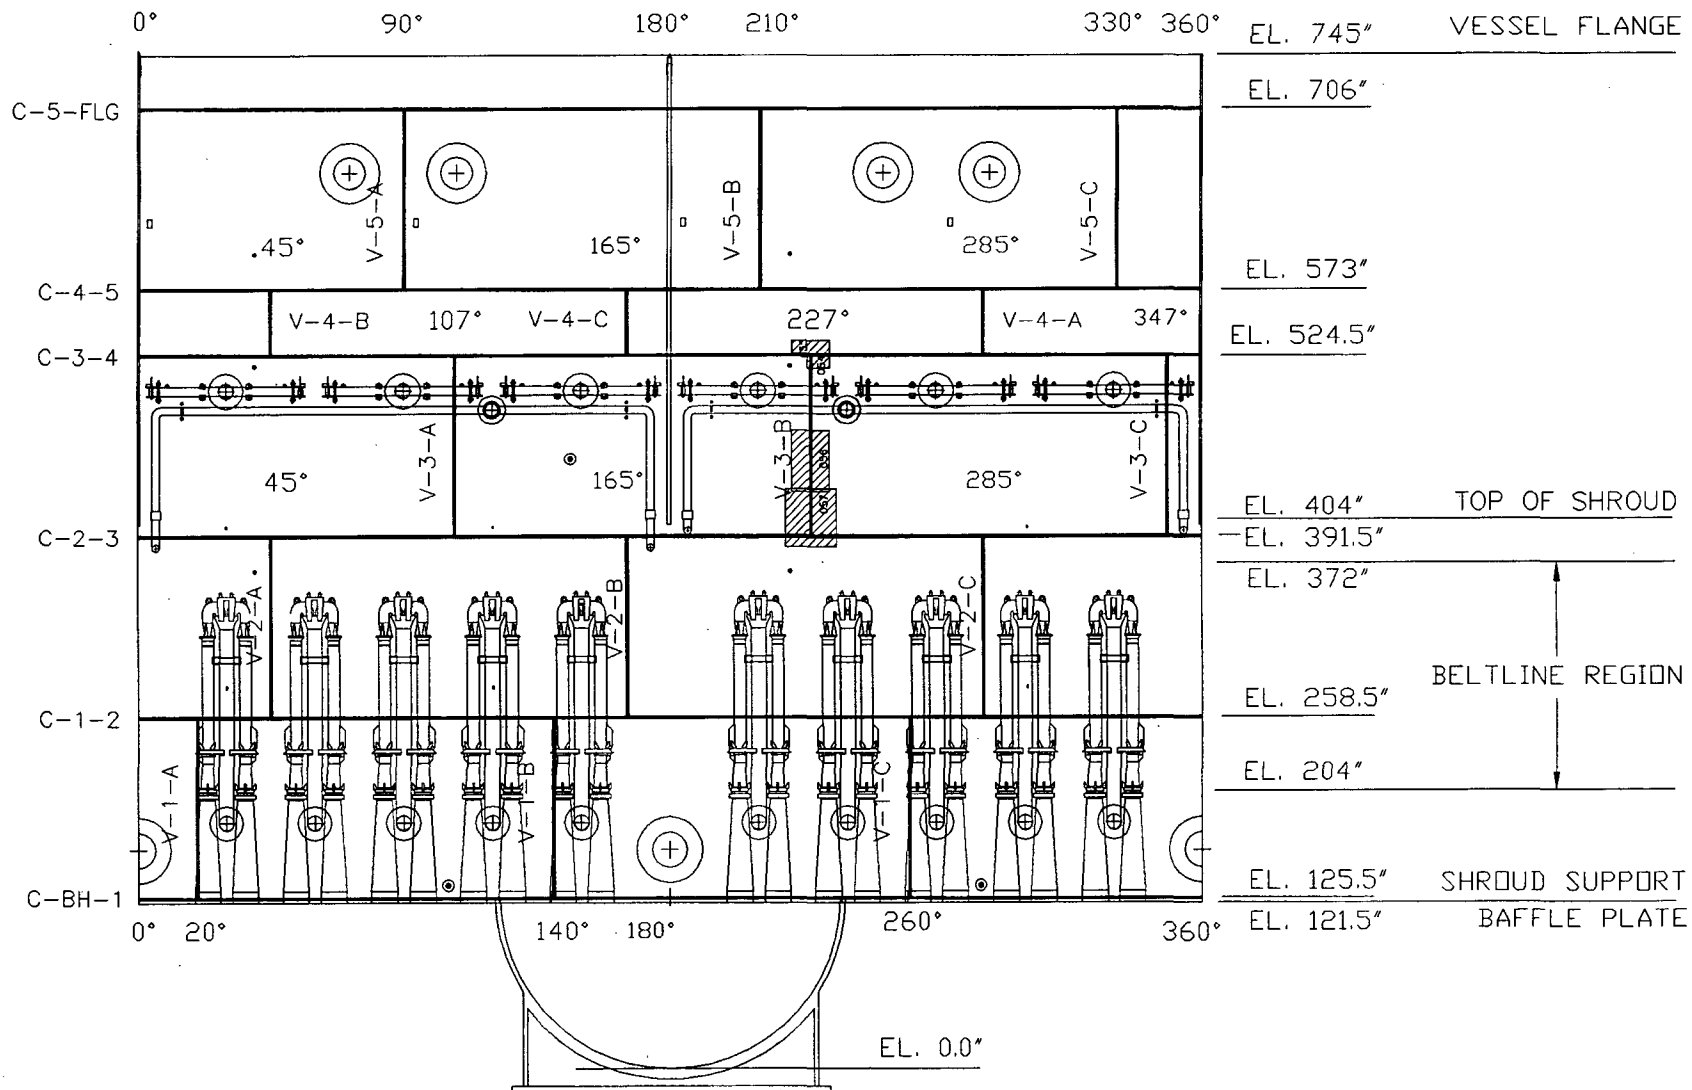 0° 90° 180° 210° 330° 360°
EL. 745" VESSEL FLANGE
EL. 706"
C-5-FLG
V-5-A
V-5-B
V-5-C
45° 165° 285°
EL. 573"
C-4-5
V-4-B 107° V-4-C 227° V-4-A 347°
EL. 524.5"
C-3-4
V-3-A
V-3-B
V-3-C
056
057
45° 165° 285°
EL. 404" TOP OF SHROUD
C-2-3
EL. 391.5"
EL. 372"
V-2-A
V-2-B
V-2-C
BELTLINE REGION
EL. 258.5"
C-1-2
EL. 204"
V-1-A
V-1-B
V-1-C
EL. 125.5" SHROUD SUPPORT
C-BH-1
EL. 121.5" BAFFLE PLATE
0° 20° 140° 180° 260° 360°
EL. 0.0"